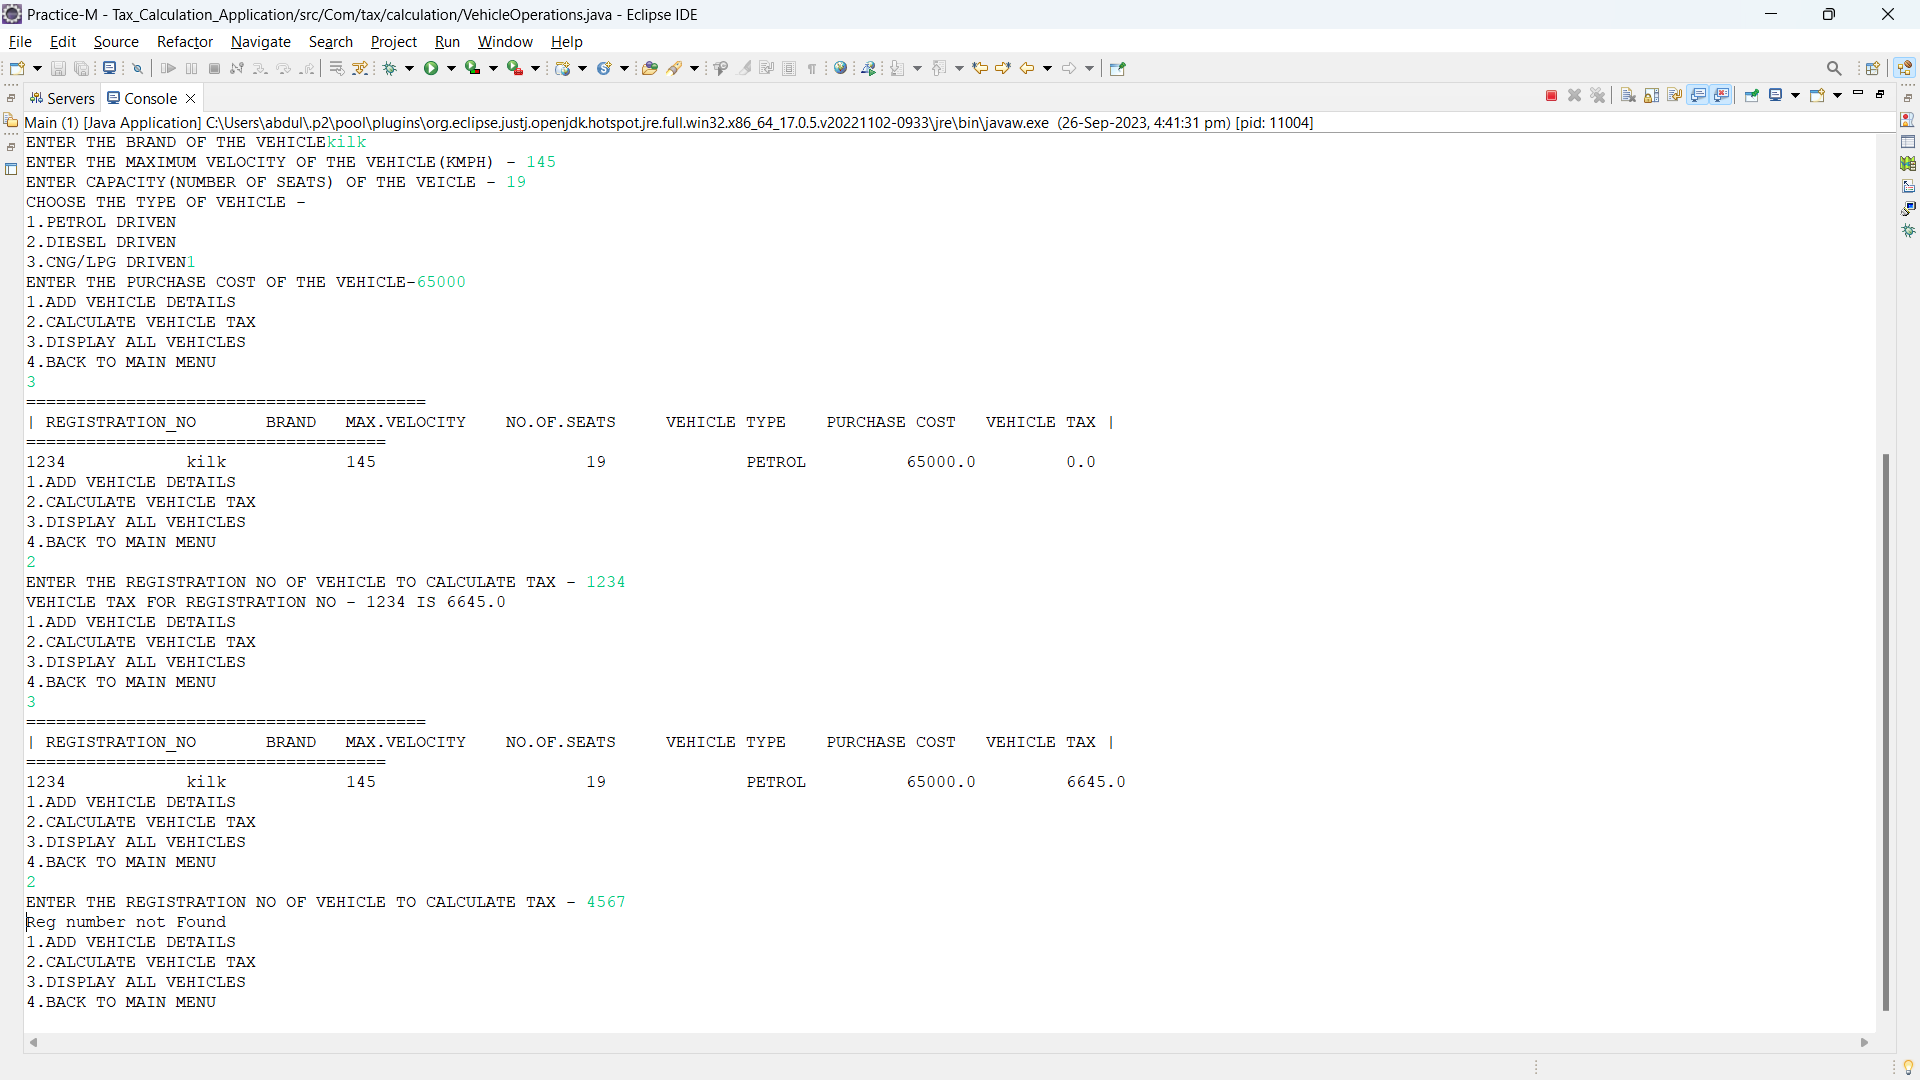 Practice-M - Tax_Calculation_Application/src/Com/tax/calculation/VehicleOperations.java - Eclipse IDE
File Edit Source Refactor Navigate Search Project Run Window Help
Servers Console
Main (1) [Java Application] C:\Users\abdul\.p2\pool\plugins\org.eclipse.justj.openjdk.hotspot.jre.full.win32.x86_64_17.0.5.v20221102-0933\jre\bin\javaw.exe (26-Sep-2023, 4:41:31 pm) [pid: 11004]
ENTER THE BRAND OF THE VEHICLEkilk
ENTER THE MAXIMUM VELOCITY OF THE VEHICLE(KMPH) - 145
ENTER CAPACITY(NUMBER OF SEATS) OF THE VEICLE - 19
CHOOSE THE TYPE OF VEHICLE -
1.PETROL DRIVEN
2.DIESEL DRIVEN
3.CNG/LPG DRIVEN1
ENTER THE PURCHASE COST OF THE VEHICLE-65000
1.ADD VEHICLE DETAILS
2.CALCULATE VEHICLE TAX
3.DISPLAY ALL VEHICLES
4.BACK TO MAIN MENU
3
========================================
| REGISTRATION_NO BRAND MAX.VELOCITY NO.OF.SEATS VEHICLE TYPE PURCHASE COST VEHICLE TAX |
====================================
1234 kilk 145 19 PETROL 65000.0 0.0
1.ADD VEHICLE DETAILS
2.CALCULATE VEHICLE TAX
3.DISPLAY ALL VEHICLES
4.BACK TO MAIN MENU
2
ENTER THE REGISTRATION NO OF VEHICLE TO CALCULATE TAX - 1234
VEHICLE TAX FOR REGISTRATION NO - 1234 IS 6645.0
1.ADD VEHICLE DETAILS
2.CALCULATE VEHICLE TAX
3.DISPLAY ALL VEHICLES
4.BACK TO MAIN MENU
3
========================================
| REGISTRATION_NO BRAND MAX.VELOCITY NO.OF.SEATS VEHICLE TYPE PURCHASE COST VEHICLE TAX |
====================================
1234 kilk 145 19 PETROL 65000.0 6645.0
1.ADD VEHICLE DETAILS
2.CALCULATE VEHICLE TAX
3.DISPLAY ALL VEHICLES
4.BACK TO MAIN MENU
2
ENTER THE REGISTRATION NO OF VEHICLE TO CALCULATE TAX - 4567
Reg number not Found
1.ADD VEHICLE DETAILS
2.CALCULATE VEHICLE TAX
3.DISPLAY ALL VEHICLES
4.BACK TO MAIN MENU